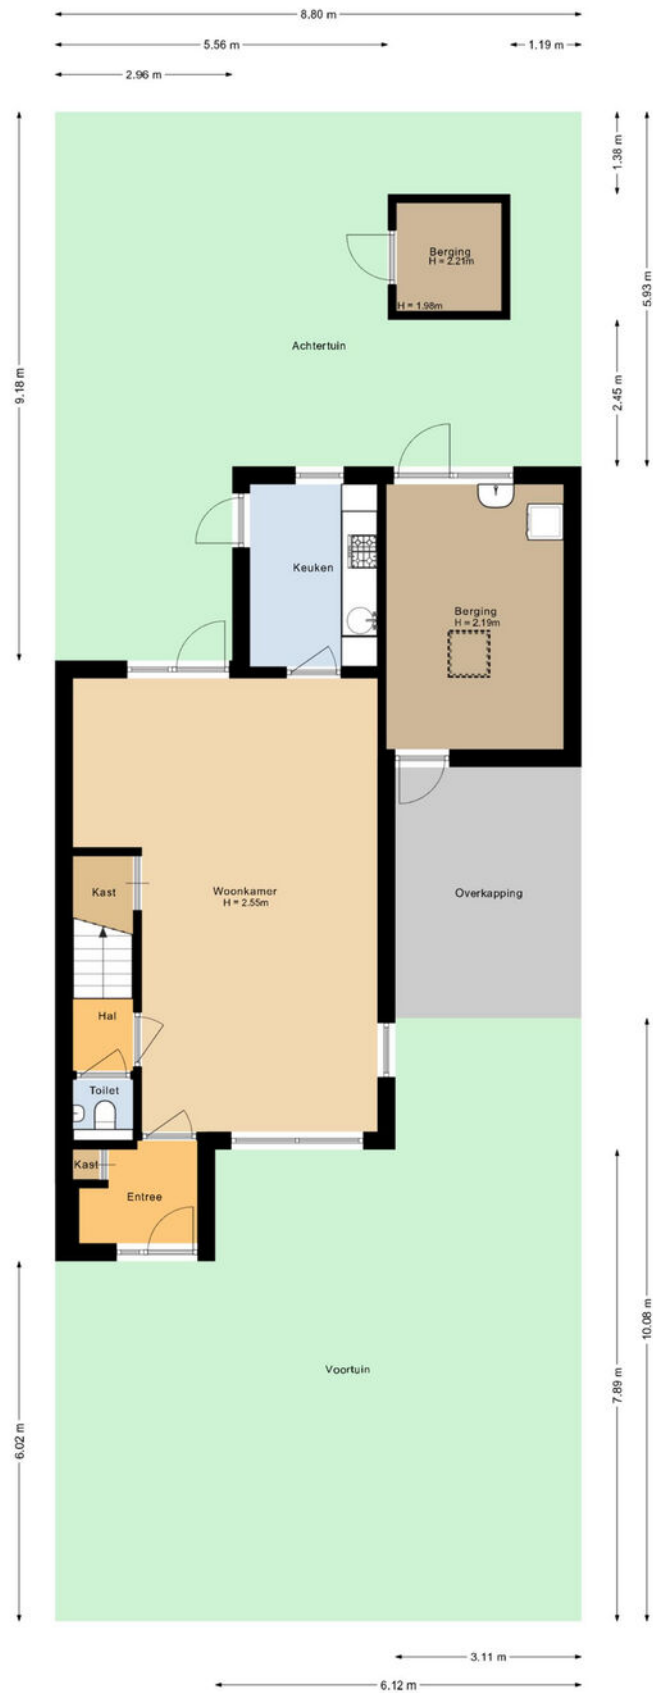 8.80 m
5.56 m
1.19 m
2.96 m
1.38 m
Berging
H = 2.21m
H = 1.98m
5.93 m
Achtertuin
9.18 m
2.45 m
Keuken
Berging
H = 2.19m
Kast
Woonkamer
H = 2.55m
Overkapping
Hal
Toilet
Kast
Entree
10.08 m
Voortuin
7.89 m
6.02 m
3.11 m
6.12 m